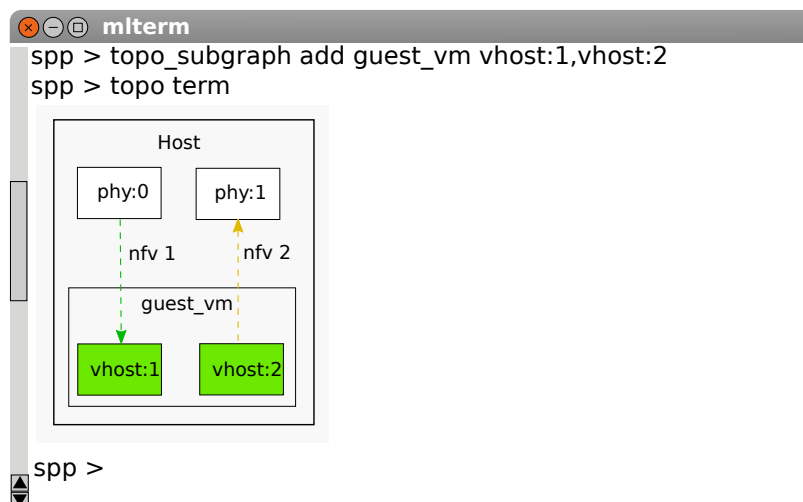 mlterm
spp > topo_subgraph add guest_vm vhost:1,vhost:2
spp > topo term
Host
phy:0 phy:1
nfv 1 nfv 2
guest_vm
vhost:1 vhost:2
spp >